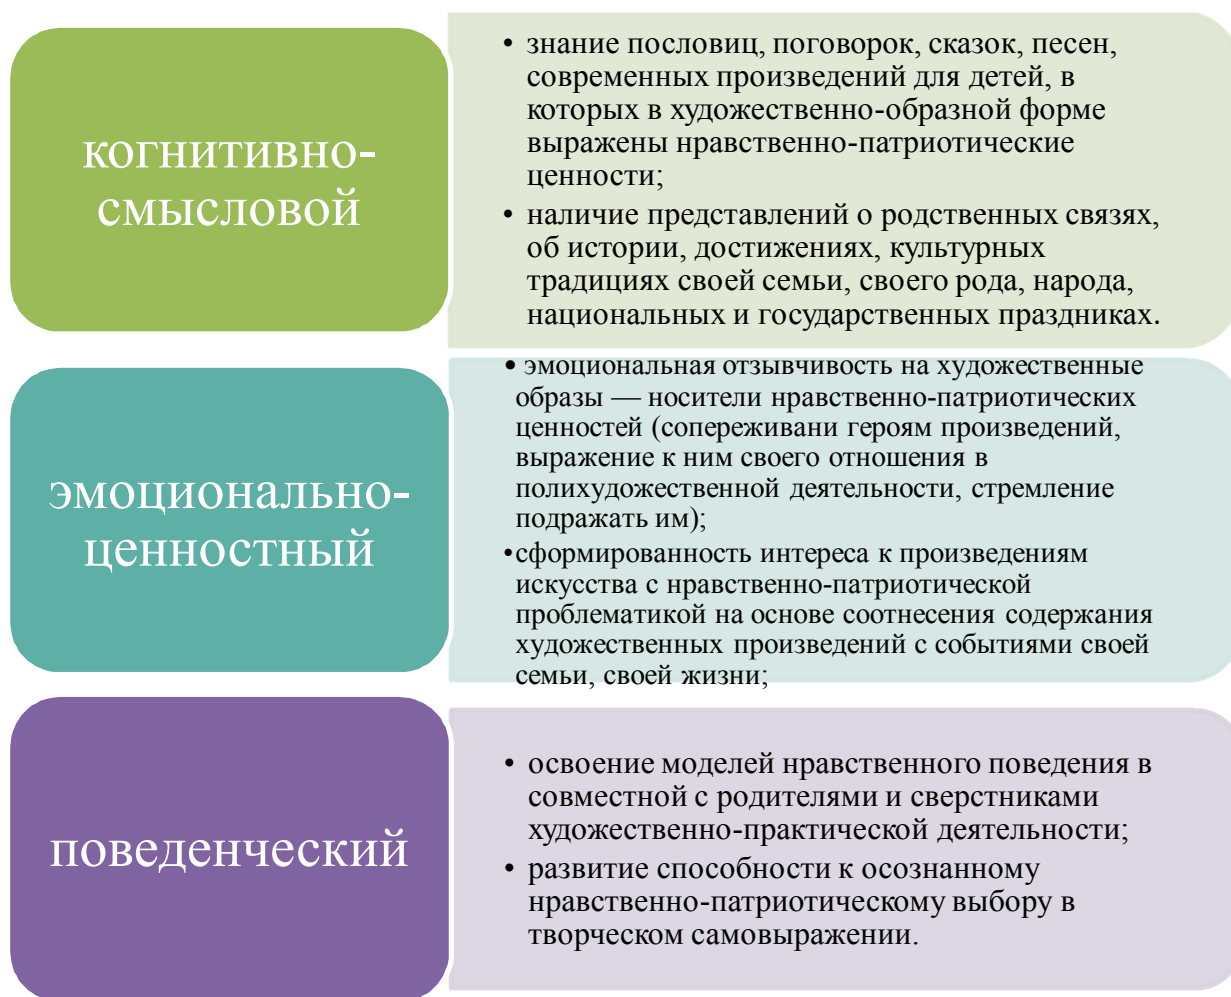 когнитивно-
смысловой
• знание пословиц, поговорок, сказок, песен,
современных произведений для детей, в
которых в художественно-образной форме
выражены нравственно-патриотические
ценности;
• наличие представлений о родственных связях,
об истории, достижениях, культурных
традициях своей семьи, своего рода, народа,
национальных и государственных праздниках.
эмоционально-
ценностный
• эмоциональная отзывчивость на художественные
образы — носители нравственно-патриотических
ценностей (сопереживани героям произведений,
выражение к ним своего отношения в
полихудожественной деятельности, стремление
подражать им);
•сформированность интереса к произведениям
искусства с нравственно-патриотической
проблематикой на основе соотнесения содержания
художественных произведений с событиями своей
семьи, своей жизни;
поведенческий
• освоение моделей нравственного поведения в
совместной с родителями и сверстниками
художественно-практической деятельности;
• развитие способности к осознанному
нравственно-патриотическому выбору в
творческом самовыражении.